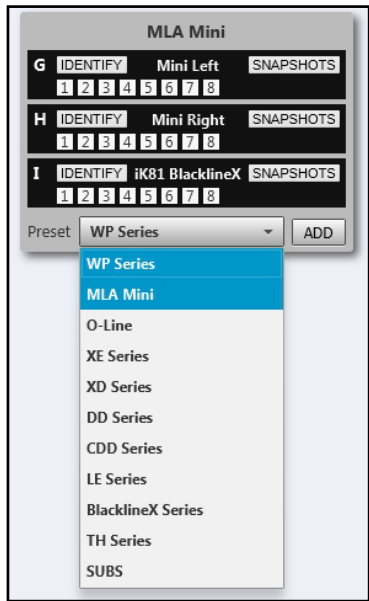 MLA Mini
G IDENTIFY Mini Left SNAPSHOTS
1 2 3 4 5 6 7 8
H IDENTIFY Mini Right SNAPSHOTS
1 2 3 4 5 6 7 8
I IDENTIFY iK81 BlacklineX SNAPSHOTS
1 2 3 4 5 6 7 8
Preset WP Series ADD
WP Series
MLA Mini
O-Line
XE Series
XD Series
DD Series
CDD Series
LE Series
BlacklineX Series
TH Series
SUBS